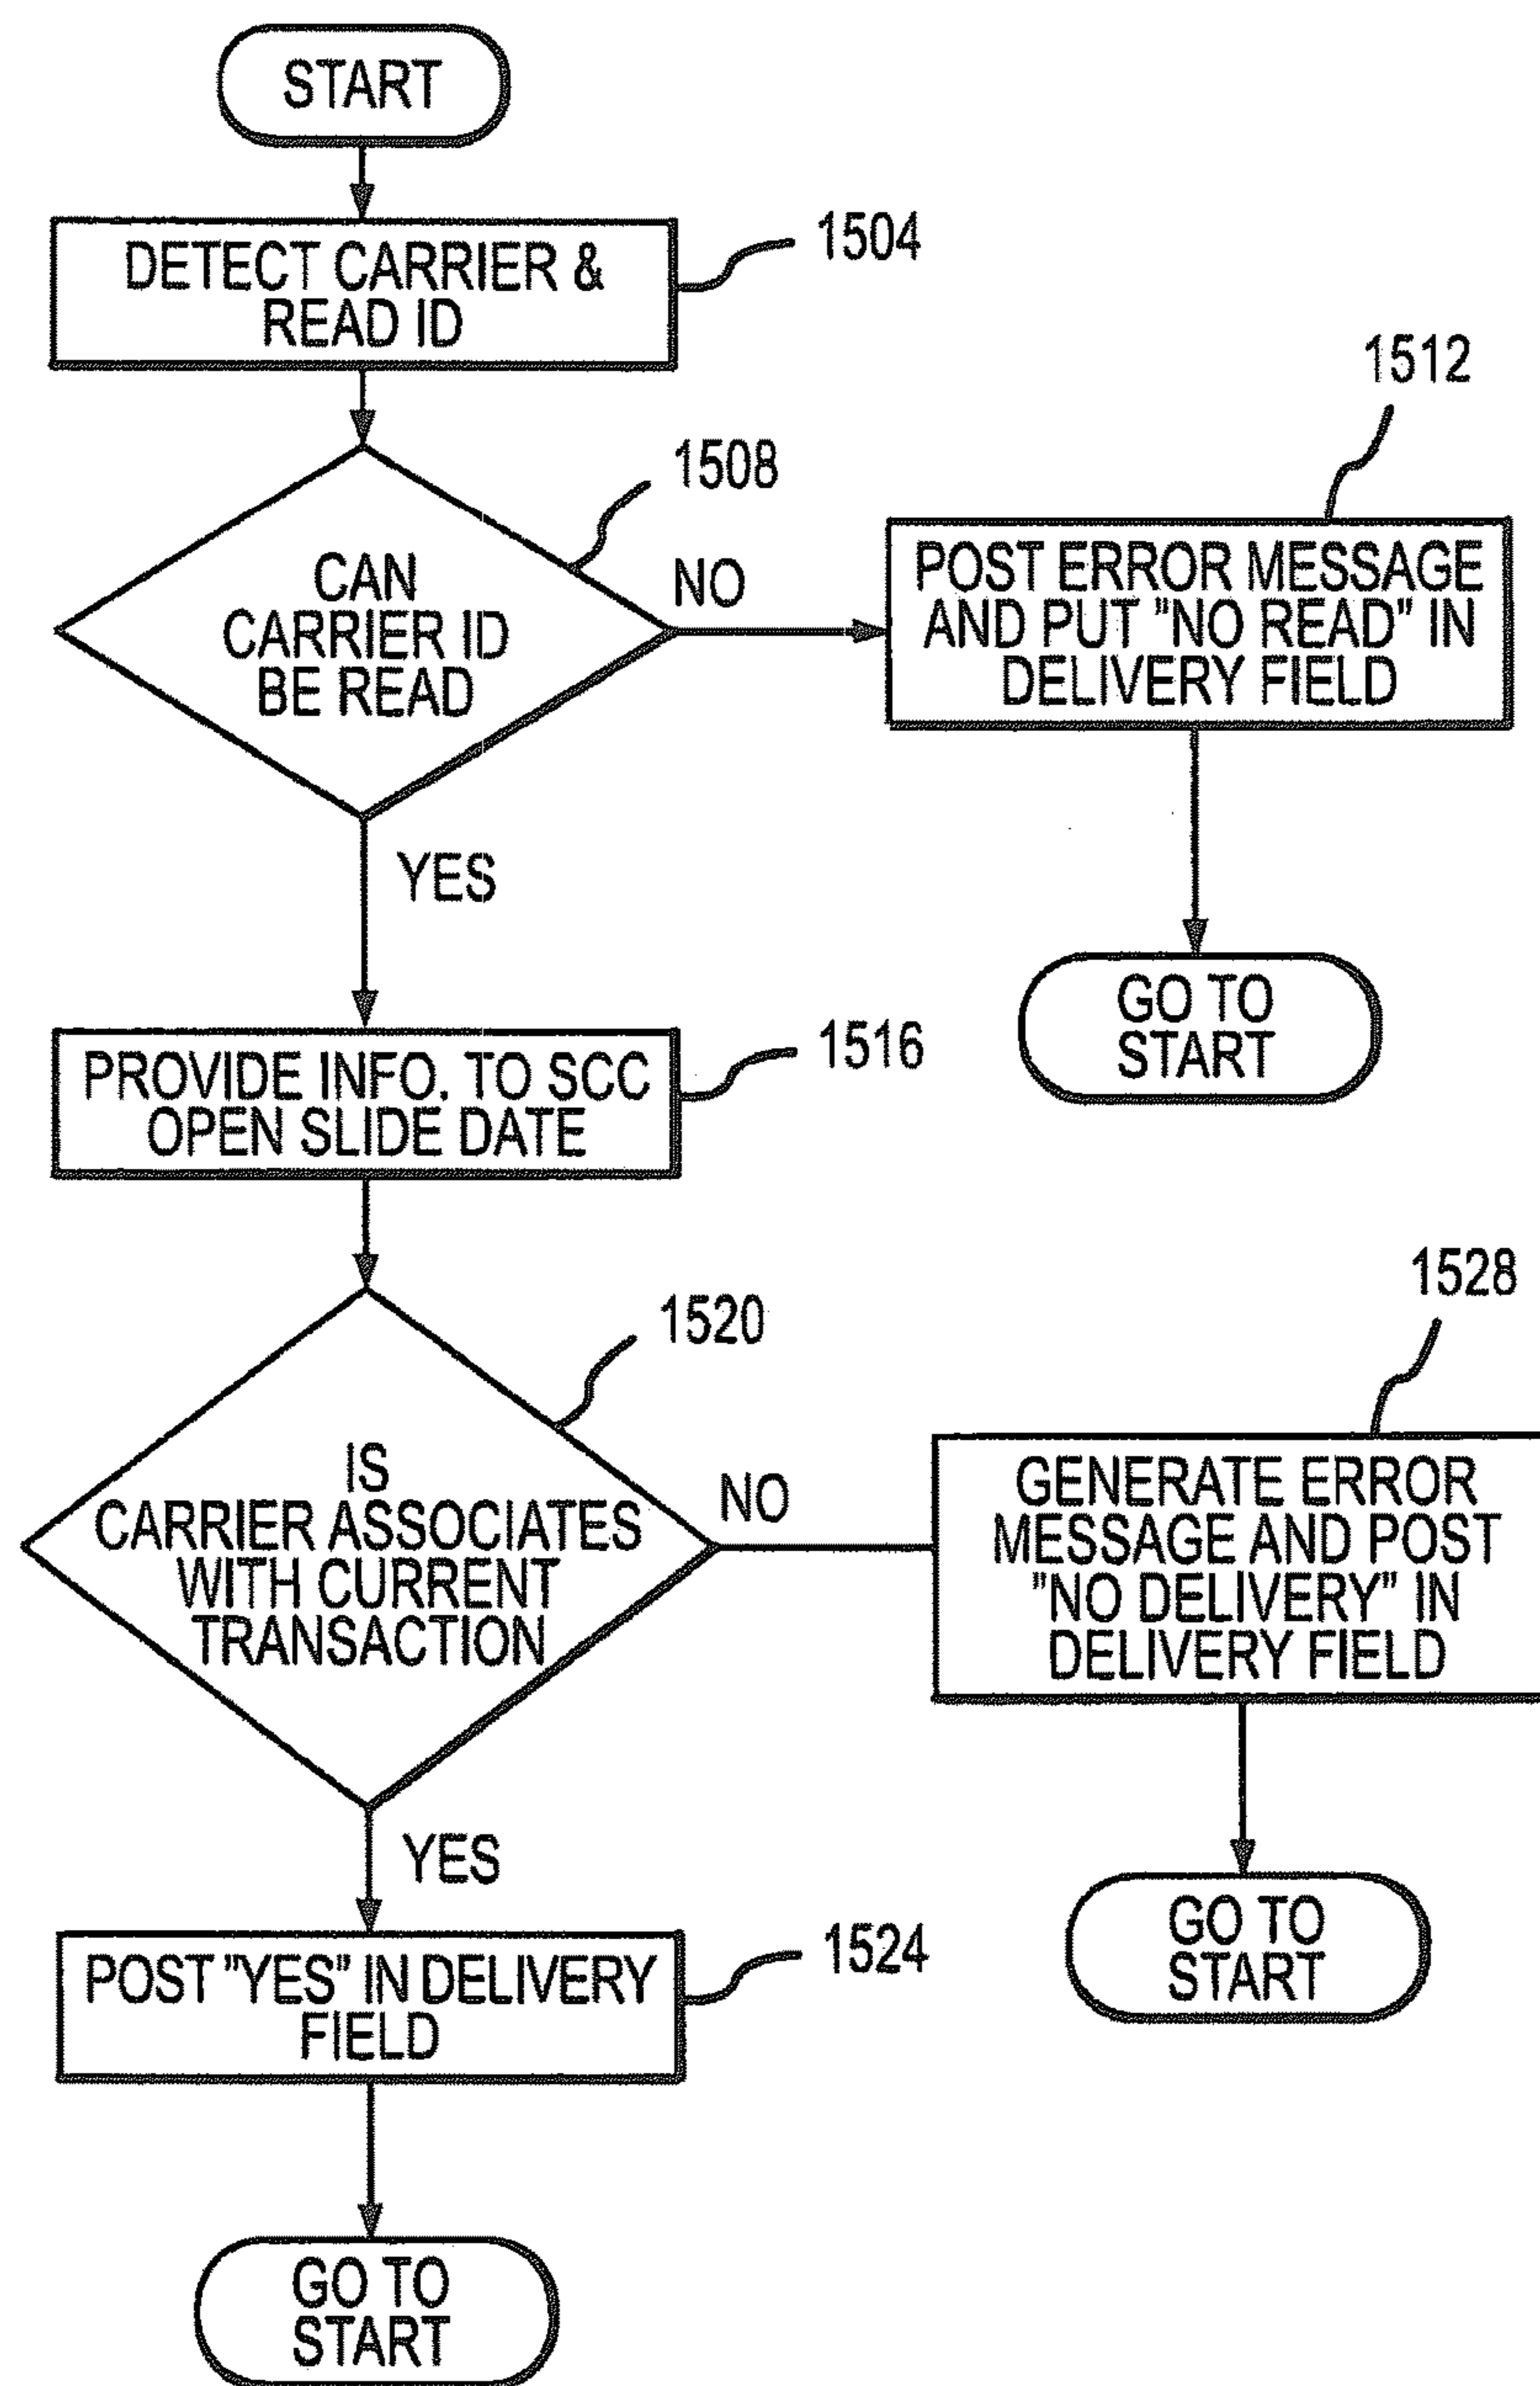 START
DETECT CARRIER &
READ ID
1504
CAN
CARRIER ID
BE READ
1508
NO
1512
POST ERROR MESSAGE
AND PUT "NO READ" IN
DELIVERY FIELD
GO TO
START
YES
PROVIDE INFO. TO SCC
OPEN SLIDE DATE
1516
IS
CARRIER ASSOCIATES
WITH CURRENT
TRANSACTION
1520
NO
1528
GENERATE ERROR
MESSAGE AND POST
"NO DELIVERY" IN
DELIVERY FIELD
GO TO
START
YES
POST "YES" IN DELIVERY
FIELD
1524
GO TO
START